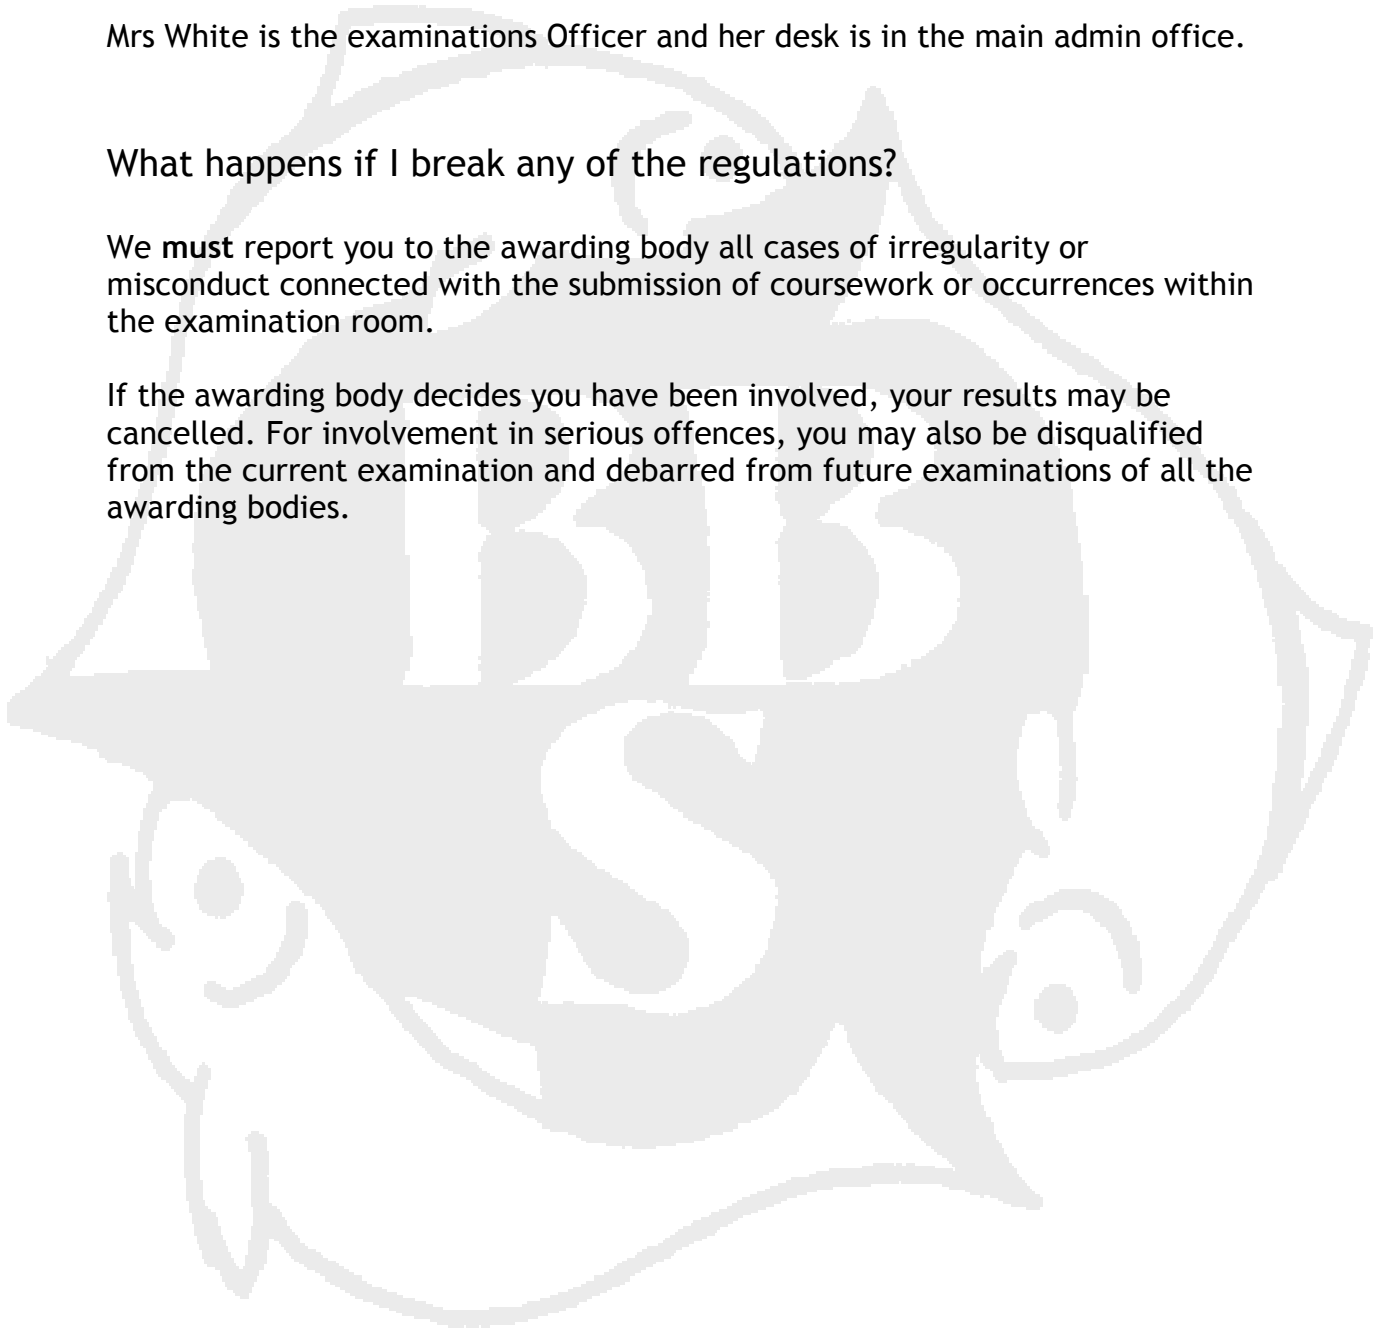 Mrs White is the examinations Officer and her desk is in the main admin office.
What happens if I break any of the regulations?
We must report you to the awarding body all cases of irregularity or
misconduct connected with the submission of coursework or occurrences within
the examination room.
If the awarding body decides you have been involved, your results may be
cancelled. For involvement in serious offences, you may also be disqualified
from the current examination and debarred from future examinations of all the
awarding bodies.
BB
S